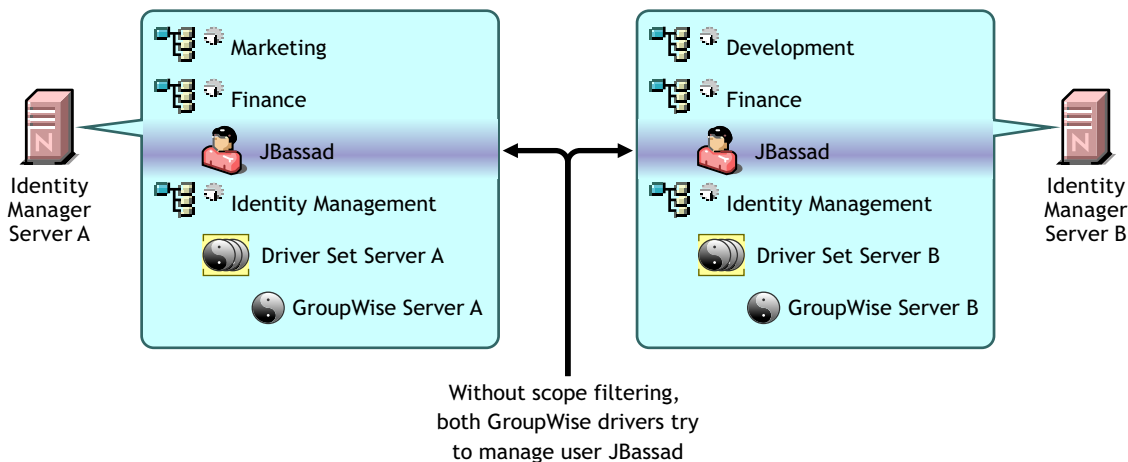 Marketing
Finance
JBassad
Identity Management
Driver Set Server A
GroupWise Server A
Identity
Manager
Server A
Development
Finance
JBassad
Identity Management
Driver Set Server B
GroupWise Server B
Identity
Manager
Server B
N
N
Without scope filtering,
both GroupWise drivers try
to manage user JBassad